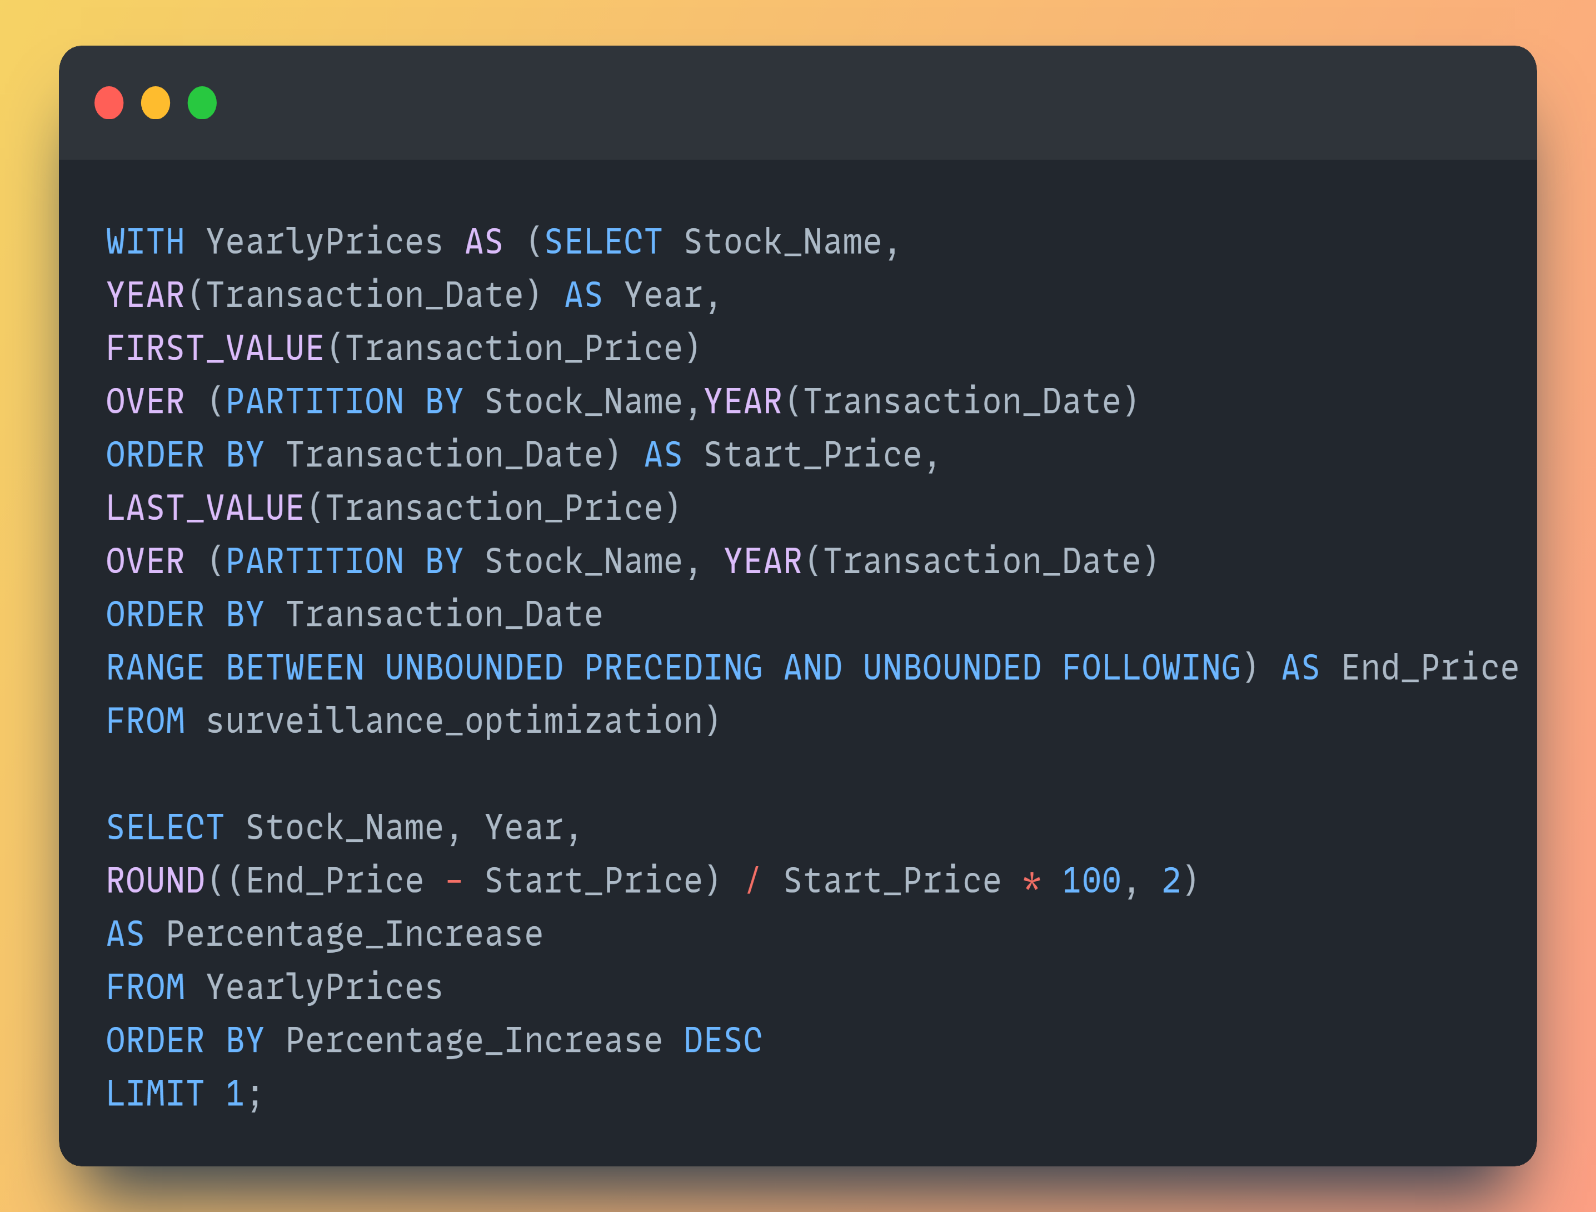 WITH YearlyPrices AS (SELECT Stock_Name,
YEAR(Transaction_Date) AS Year,
FIRST_VALUE(Transaction_Price)
OVER (PARTITION BY Stock_Name,YEAR(Transaction_Date)
ORDER BY Transaction_Date) AS Start_Price,
LAST_VALUE(Transaction_Price)
OVER (PARTITION BY Stock_Name, YEAR(Transaction_Date)
ORDER BY Transaction_Date
RANGE BETWEEN UNBOUNDED PRECEDING AND UNBOUNDED FOLLOWING) AS End_Price
FROM surveillance_optimization)
SELECT Stock_Name, Year,
ROUND((End_Price - Start_Price) / Start_Price * 100, 2)
AS Percentage_Increase
FROM YearlyPrices
ORDER BY Percentage_Increase DESC
LIMIT 1;